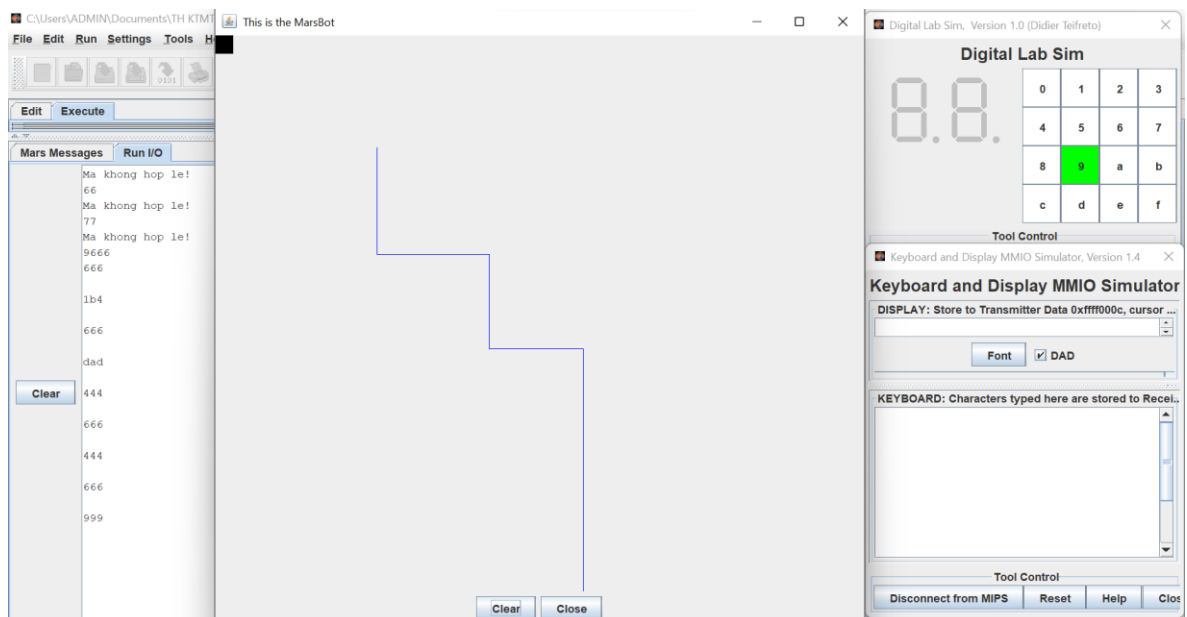 C:\Users\ADMIN\Documents\TH KTMT
File Edit Run Settings Tools H
Edit Execute
Mars Messages Run I/O
Clear
Ma khong hop le!
66
Ma khong hop le!
77
Ma khong hop le!
9666
666
1b4
666
dad
444
666
444
666
999
This is the MarsBot
Clear Close
Digital Lab Sim, Version 1.0 (Didier Teifreto)
Digital Lab Sim
8.8.
0 1 2 3
4 5 6 7
8 9 a b
c d e f
Tool Control
Keyboard and Display MMIO Simulator, Version 1.4
Keyboard and Display MMIO Simulator
DISPLAY: Store to Transmitter Data 0xffff000c, cursor ...
Font DAD
KEYBOARD: Characters typed here are stored to Recei...
Tool Control
Disconnect from MIPS Reset Help Clos